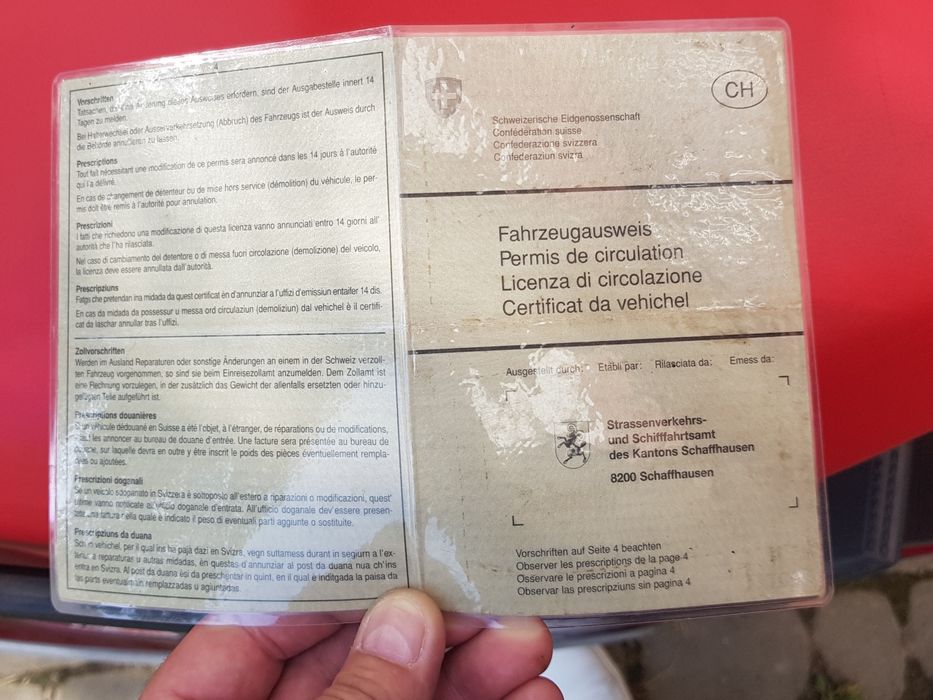 Vorschriften
Tatsachen, die eine Änderung dieses Ausweises erfordern, sind der Ausgabestelle innert 14
Tagen zu melden.
Bei Halterwechsel oder Ausserverkehrsetzung (Abbruch) des Fahrzeugs ist der Ausweis durch
die Behörde annullieren zu lassen.
Prescriptions
Tout fait nécessitant une modification de ce permis sera annoncé dans les 14 jours à l'autorité
qui l'a délivré.
En cas de changement de détenteur ou de mise hors service (démolition) du véhicule, le per-
mis doit être remis à l'autorité pour annulation.
Prescrizioni
I fatti che richiedono una modificazione di questa licenza vanno annunciati entro 14 giorni all'
autorità che l'ha rilasciata.
Nel caso di cambiamento del detentore o di messa fuori circolazione (demolizione) del veicolo,
la licenza deve essere annullata dall'autorità.
Prescripziuns
Fatgs che pretendan ina midada da quest certificat èn d'annunziar a l'uffizi d'emissiun entaifer 14 dis.
En cas da midada da possessur u messa ord circulaziun (demoliziun) dal vehichel è il certifi-
cat da laschar annullar tras l'uffizi.
Zollvorschriften
Werden im Ausland Reparaturen oder sonstige Änderungen an einem in der Schweiz verzoll-
ten Fahrzeug vorgenommen, so sind sie beim Einreisezollamt anzumelden. Dem Zollamt ist
eine Rechnung vorzulegen, in der zusätzlich das Gewicht der allenfalls ersetzten oder hinzu-
gefügten Teile aufgeführt ist.
Prescriptions douanières
Si un véhicule dédouané en Suisse a été l'objet, à l'étranger, de réparations ou de modifications,
il faut les annoncer au bureau de douane d'entrée. Une facture sera présentée au bureau de
douane, sur laquelle devra en outre y être inscrit le poids des pièces éventuellement rempla-
cées ou ajoutées.
Prescrizioni doganali
Se un veicolo sdoganato in Svizzera è sottoposto all'estero a riparazioni o modificazioni, quest'
ultime vanno notificate all'ufficio doganale d'entrata. All'ufficio doganale dev'essere presen-
tata una fattura nella quale è indicato il peso di eventuali parti aggiunte o sostituite.
Prescripziuns da duana
Sch'in vehichel, per il qual ins ha pajà dazi en Svizra, vegn suttamess durant in segiurn a l'ex-
teriur a reparaturas u autras midadas, èn questas d'annunziar al post da duana nua ch'ins
entra en Svizra. Al post da duana èsi da preschentar in quint, en il qual è inditgada la paisa da
las parts eventualmain remplazzadas u agiuntadas.
CH
Schweizerische Eidgenossenschaft
Confédération suisse
Confederazione svizzera
Confederaziun svizra
Fahrzeugausweis
Permis de circulation
Licenza di circolazione
Certificat da vehichel
Ausgestellt durch: Etabli par: Rilasciata da: Emess da:
Strassenverkehrs-
und Schifffahrtsamt
des Kantons Schaffhausen
8200 Schaffhausen
Vorschriften auf Seite 4 beachten
Observer les prescriptions de la page 4
Osservare le prescrizioni a pagina 4
Observar las prescripziuns sin pagina 4